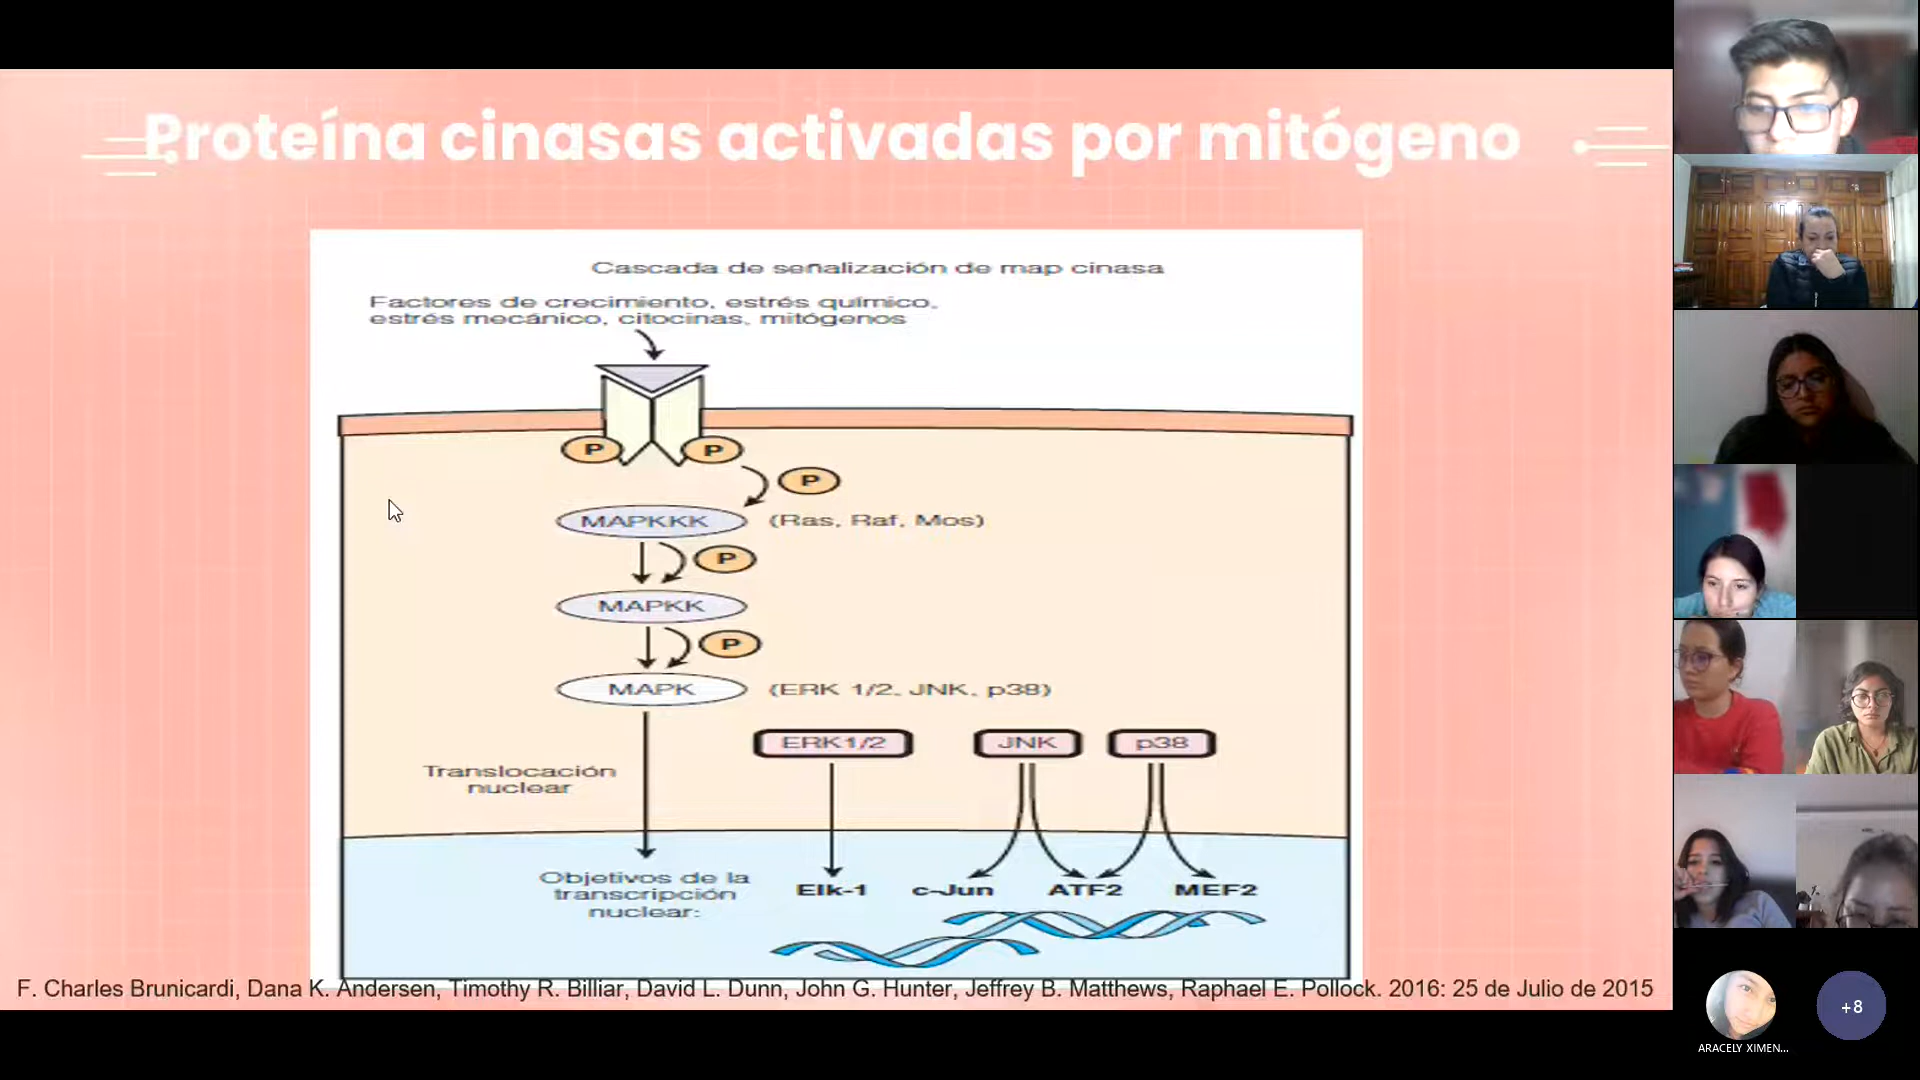 Proteína cinasas activadas por mitógeno
Cascada de señalización de map cinasa
Factores de crecimiento, estrés químico,
estrés mecánico, citocinas, mitógenos
P
P
P
MAPKKK
(Ras, Raf, Mos)
P
MAPKK
P
MAPK
(ERK 1/2, JNK, p38)
ERK1/2
JNK
p38
Translocación
nuclear
Objetivos de la
transcripción
nuclear:
Elk-1
c-Jun
ATF2
MEF2
F. Charles Brunicardi, Dana K. Andersen, Timothy R. Billiar, David L. Dunn, John G. Hunter, Jeffrey B. Matthews, Raphael E. Pollock. 2016: 25 de Julio de 2015
+8
ARACELY XIMEN...